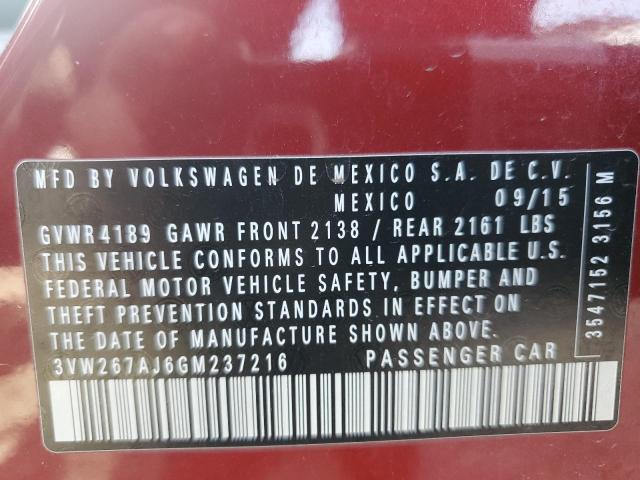 MFD BY VOLKSWAGEN DE MEXICO S.A. DE C.V.
MEXICO 09/15
GVWR4189 GAWR FRONT 2138 / REAR 2161 LBS
THIS VEHICLE CONFORMS TO ALL APPLICABLE U.S.
FEDERAL MOTOR VEHICLE SAFETY, BUMPER AND
THEFT PREVENTION STANDARDS IN EFFECT ON
THE DATE OF MANUFACTURE SHOWN ABOVE.
3VW267AJ6GM237216 PASSENGER CAR
3547152 3156 M